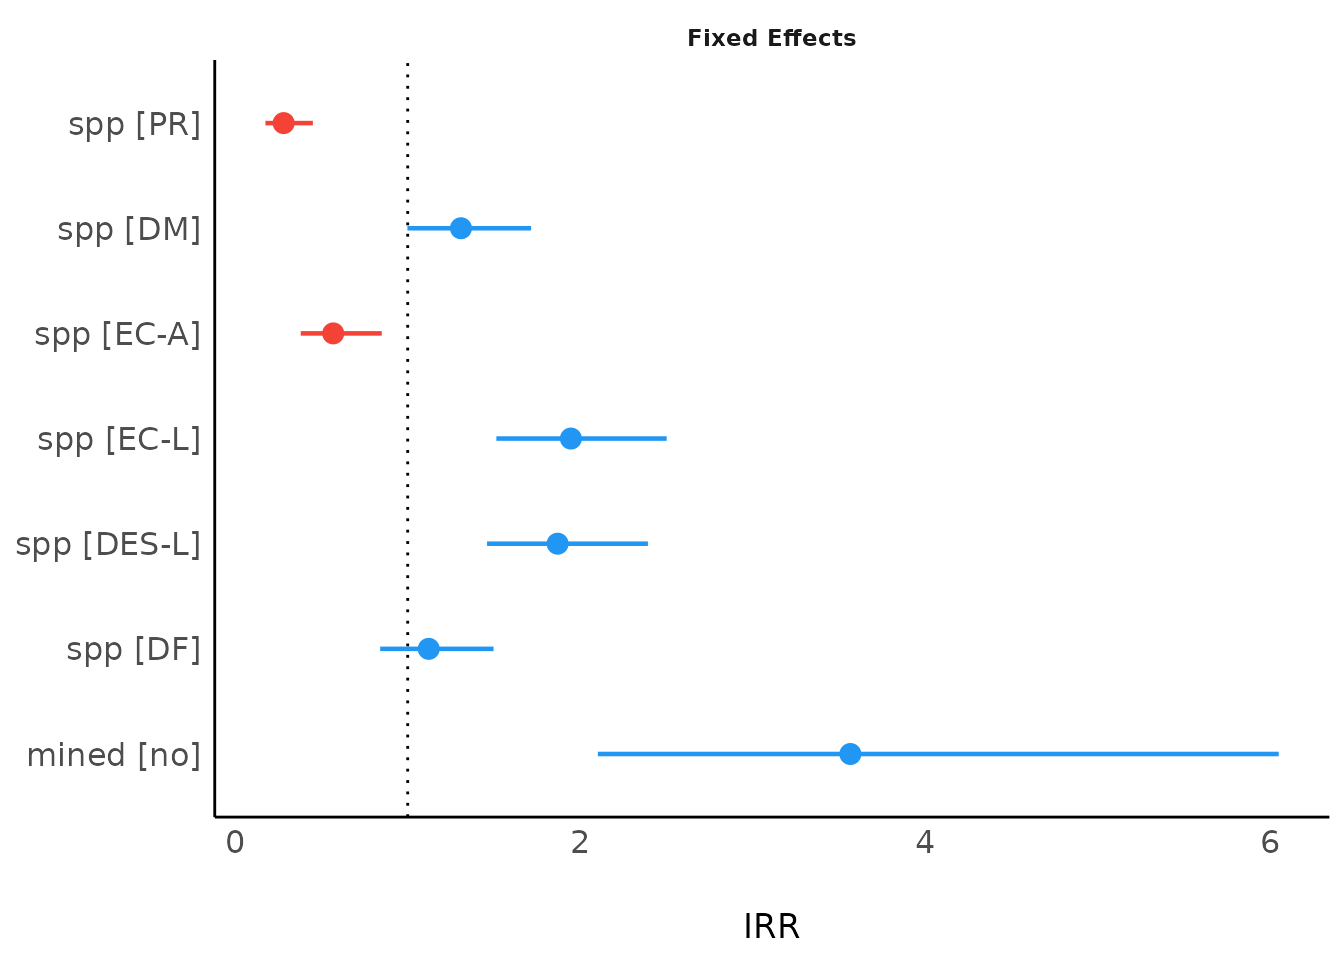 Fixed Effects
spp [PR]
spp [DM]
spp [EC-A]
spp [EC-L]
spp [DES-L]
spp [DF]
mined [no]
0 2 4 6
IRR